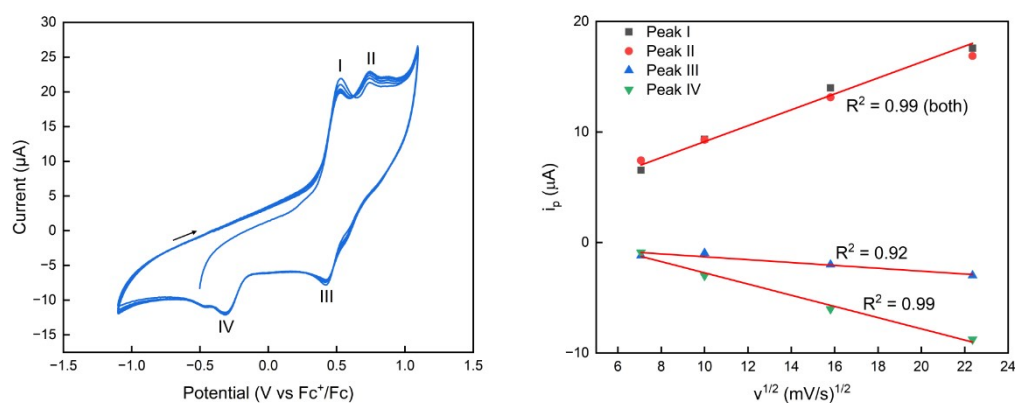 30
25
20
15
10
5
0
−5
−10
−15
−1.5
−1.0
−0.5
0.0
0.5
1.0
1.5
Current (µA)
Potential (V vs Fc⁺/Fc)
I
II
III
IV
20
10
0
−10
6
8
10
12
14
16
18
20
22
24
iₚ (µA)
v¹/² (mV/s)¹/²
Peak I
Peak II
Peak III
Peak IV
R² = 0.99 (both)
R² = 0.92
R² = 0.99